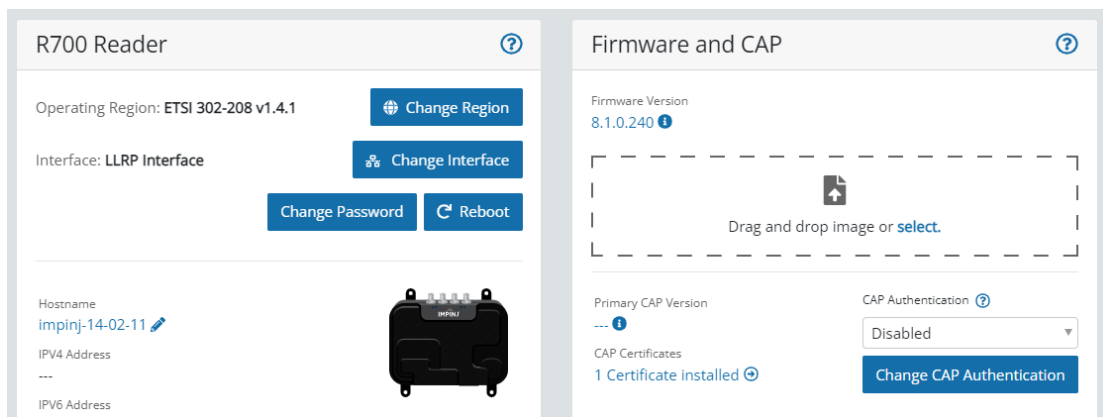 R700 Reader
Operating Region: ETSI 302-208 v1.4.1
Change Region
Interface: LLRP Interface
Change Interface
Change Password
Reboot
Hostname
impinj-14-02-11
IPV4 Address
---
IPV6 Address
IMPINJ
Firmware and CAP
Firmware Version
8.1.0.240
Drag and drop image or select.
Primary CAP Version
---
CAP Certificates
1 Certificate installed
CAP Authentication
Disabled
Change CAP Authentication